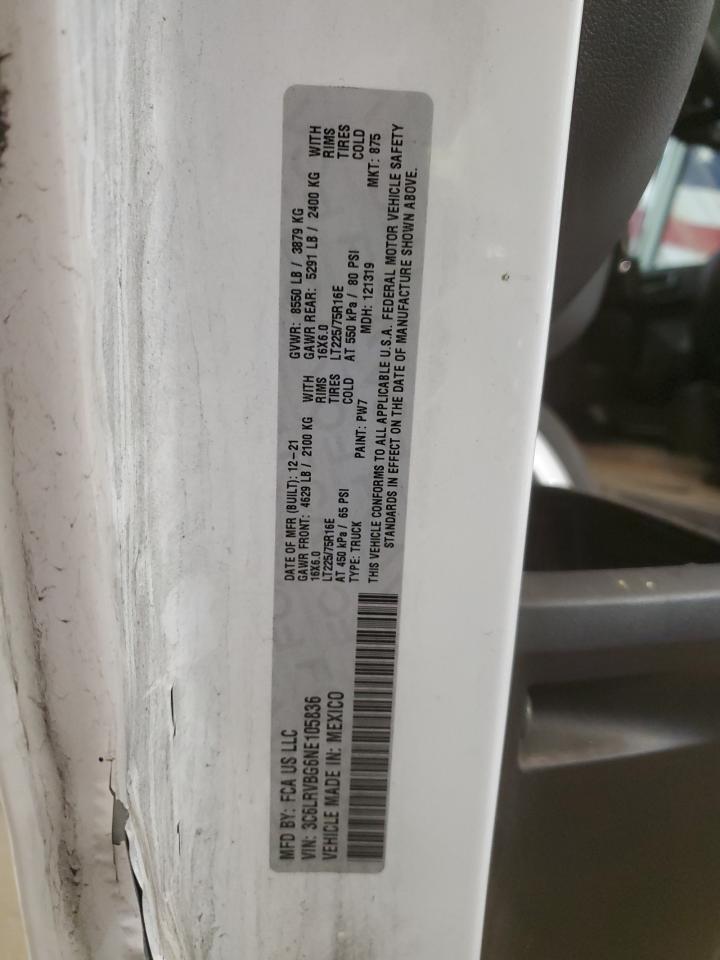 MFD BY: FCA US LLC
VIN: 3C6LRVBG6NE105836
VEHICLE MADE IN: MEXICO
DATE OF MFR (BUILT): 12-21 GVWR: 8550 LB / 3879 KG
GAWR FRONT: 4629 LB / 2100 KG WITH GAWR REAR: 5291 LB / 2400 KG WITH
16X6.0 RIMS 16X6.0 RIMS
LT225/75R16E TIRES LT225/75R16E TIRES
AT 450 kPa / 65 PSI COLD AT 550 kPa / 80 PSI COLD
TYPE: TRUCK PAINT: PW7 MDH: 121319 MKT: 875
THIS VEHICLE CONFORMS TO ALL APPLICABLE U.S.A. FEDERAL MOTOR VEHICLE SAFETY
STANDARDS IN EFFECT ON THE DATE OF MANUFACTURE SHOWN ABOVE.